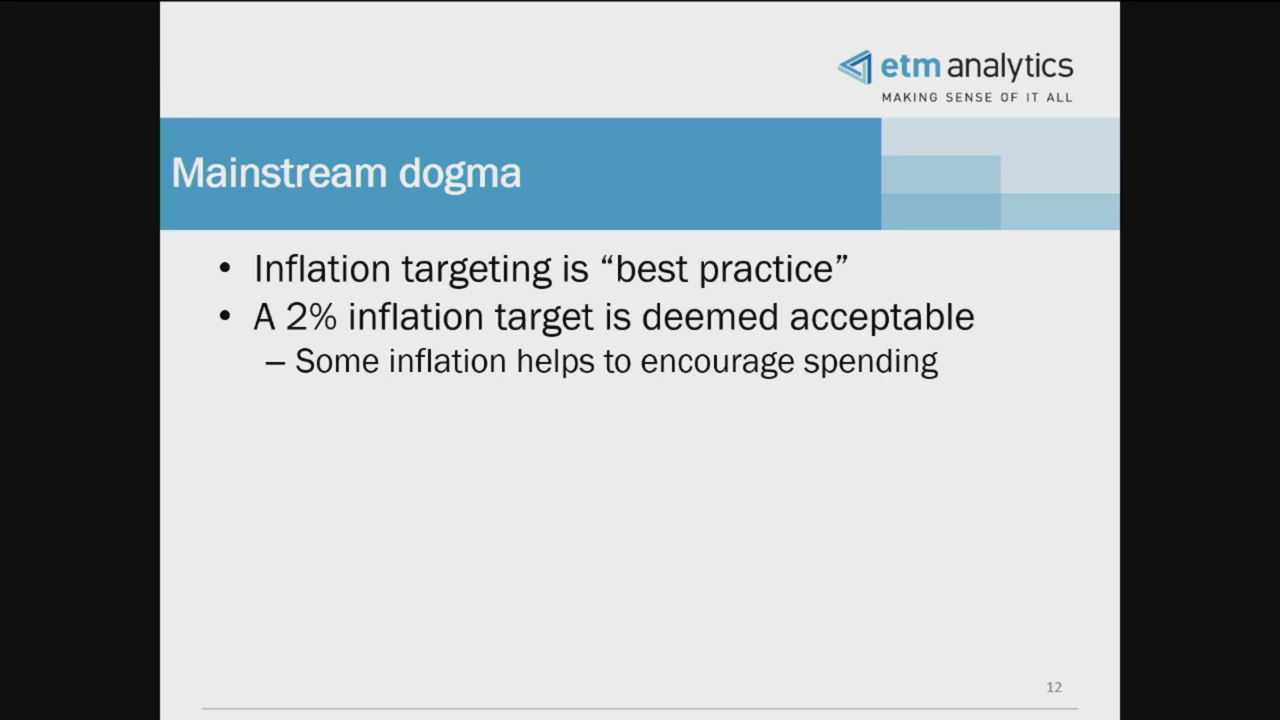 etm analytics
MAKING SENSE OF IT ALL
Mainstream dogma
• Inflation targeting is “best practice”
• A 2% inflation target is deemed acceptable
– Some inflation helps to encourage spending
12